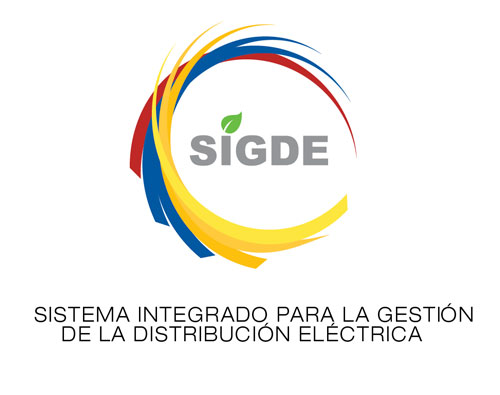 SIGDE
SISTEMA INTEGRADO PARA LA GESTIÓN
DE LA DISTRIBUCIÓN ELÉCTRICA